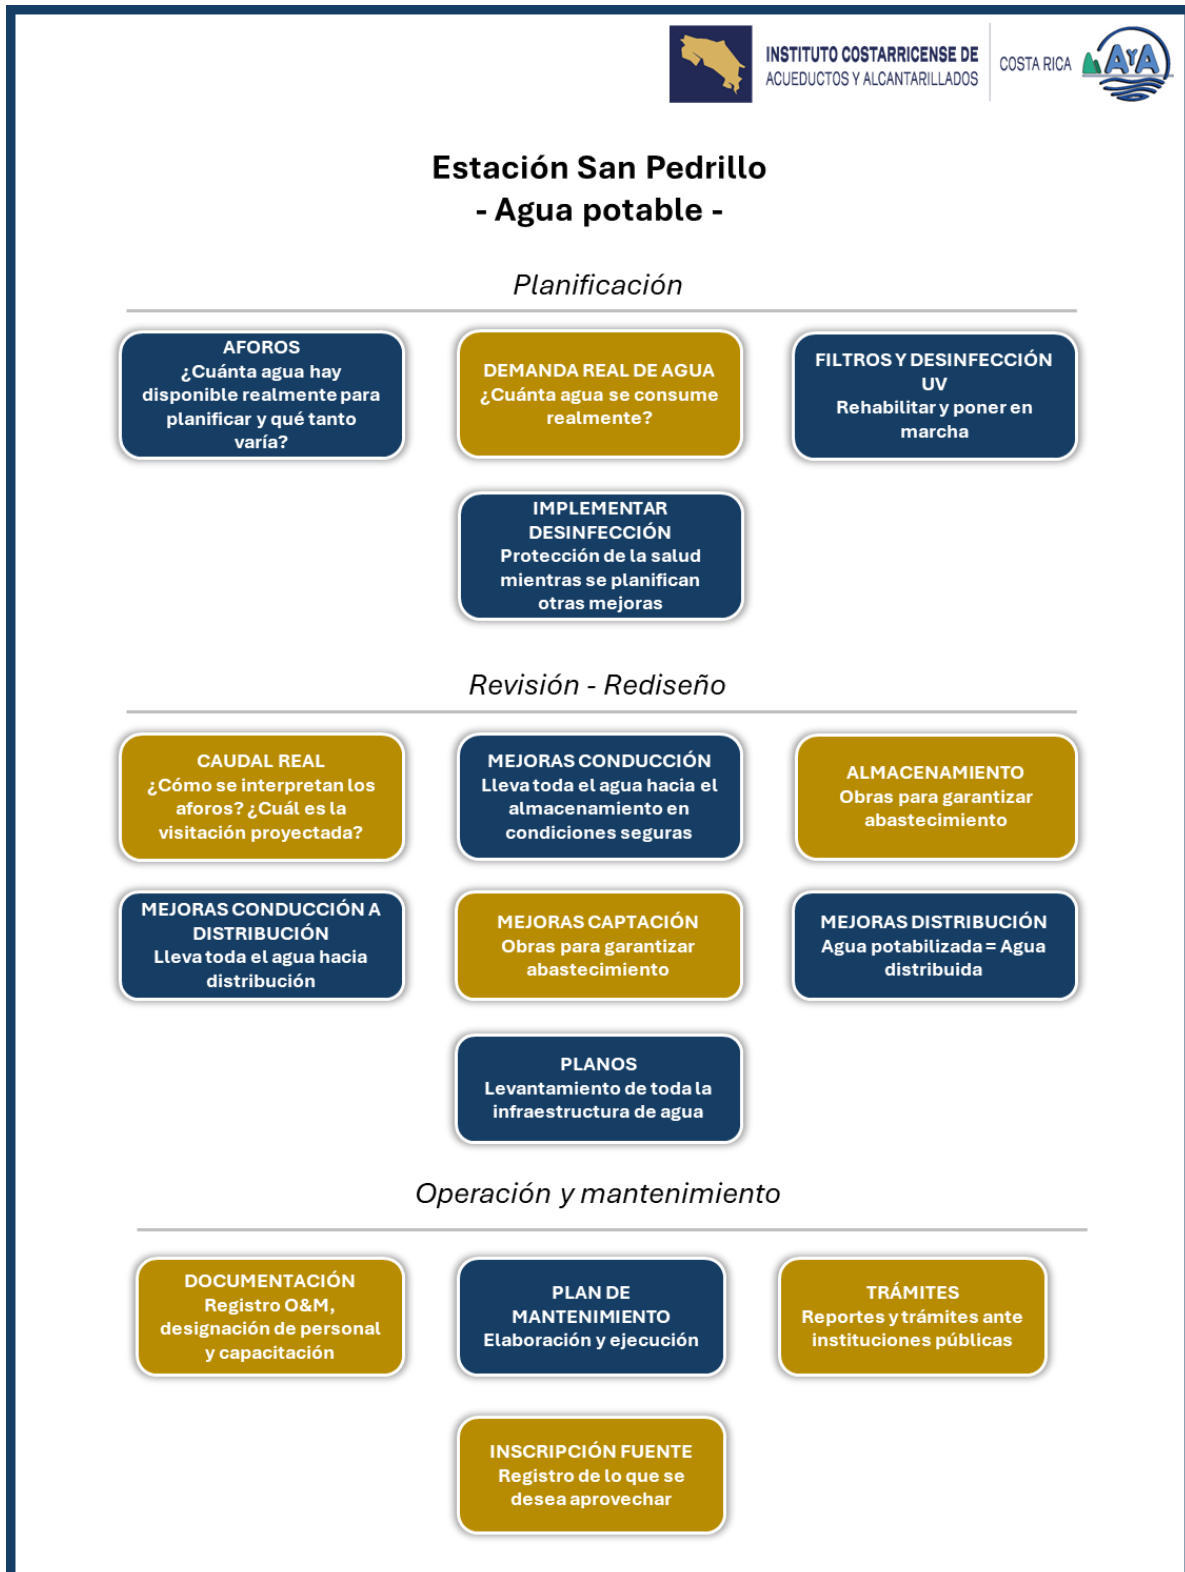 INSTITUTO COSTARRICENSE DE
ACUEDUCTOS Y ALCANTARILLADOS
COSTA RICA
AYA
Estación San Pedrillo
- Agua potable -
Planificación
AFOROS
¿Cuánta agua hay
disponible realmente para
planificar y qué tanto
varía?
DEMANDA REAL DE AGUA
¿Cuánta agua se consume
realmente?
FILTROS Y DESINFECCIÓN
UV
Rehabilitar y poner en
marcha
IMPLEMENTAR
DESINFECCIÓN
Protección de la salud
mientras se planifican
otras mejoras
Revisión - Rediseño
CAUDAL REAL
¿Cómo se interpretan los
aforos? ¿Cuál es la
visitación proyectada?
MEJORAS CONDUCCIÓN
Lleva toda el agua hacia el
almacenamiento en
condiciones seguras
ALMACENAMIENTO
Obras para garantizar
abastecimiento
MEJORAS CONDUCCIÓN A
DISTRIBUCIÓN
Lleva toda el agua hacia
distribución
MEJORAS CAPTACIÓN
Obras para garantizar
abastecimiento
MEJORAS DISTRIBUCIÓN
Agua potabilizada = Agua
distribuida
PLANOS
Levantamiento de toda la
infraestructura de agua
Operación y mantenimiento
DOCUMENTACIÓN
Registro O&M,
designación de personal
y capacitación
PLAN DE
MANTENIMIENTO
Elaboración y ejecución
TRÁMITES
Reportes y trámites ante
instituciones públicas
INSCRIPCIÓN FUENTE
Registro de lo que se
desea aprovechar